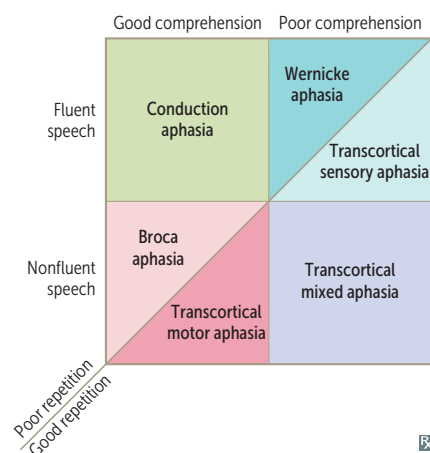 Good comprehension
Poor comprehension
Fluent
speech
Conduction
aphasia
Wernicke
aphasia
Transcortical
sensory aphasia
Nonfluent
speech
Broca
aphasia
Transcortical
motor aphasia
Transcortical
mixed aphasia
Poor repetition
Good repetition